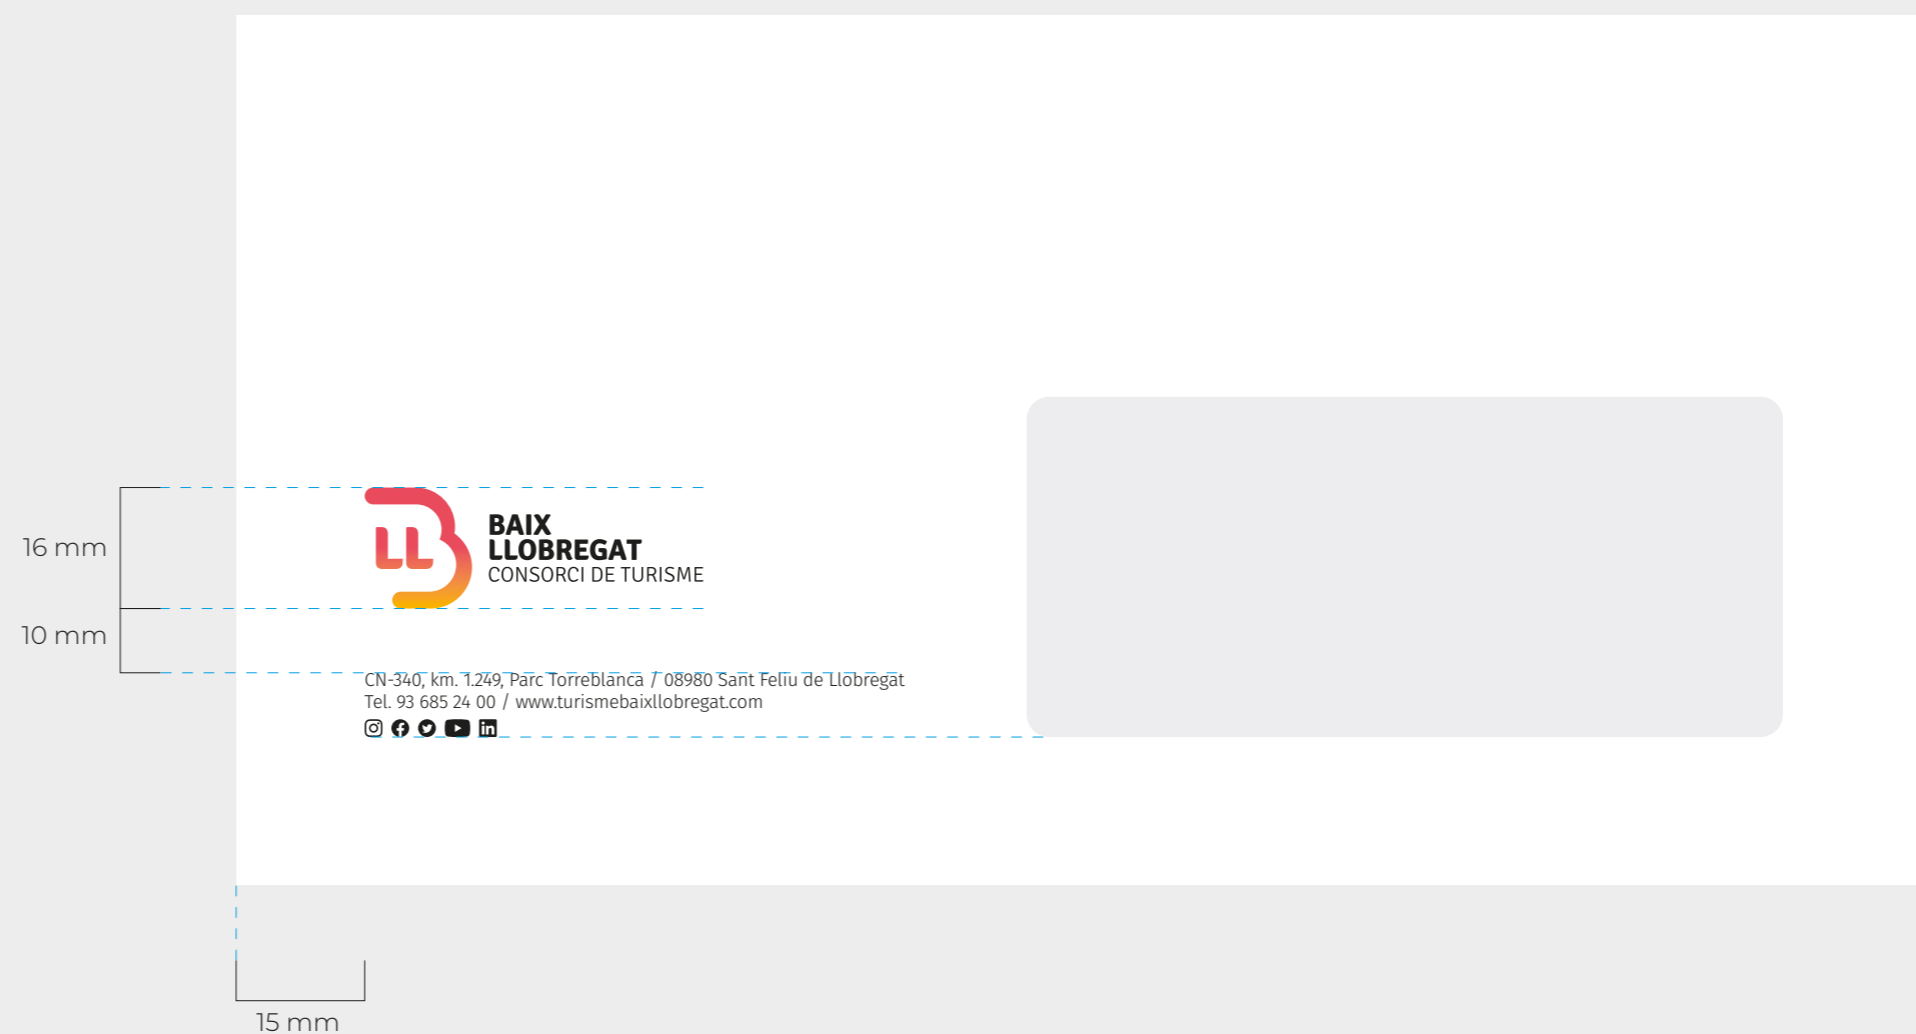 16 mm
10 mm
BAIX
LLOBREGAT
CONSORCI DE TURISME
CN-340, km. 1.249, Parc Torreblanca / 08980 Sant Feliu de Llobregat
Tel. 93 685 24 00 / www.turismebaixllobregat.com
15 mm